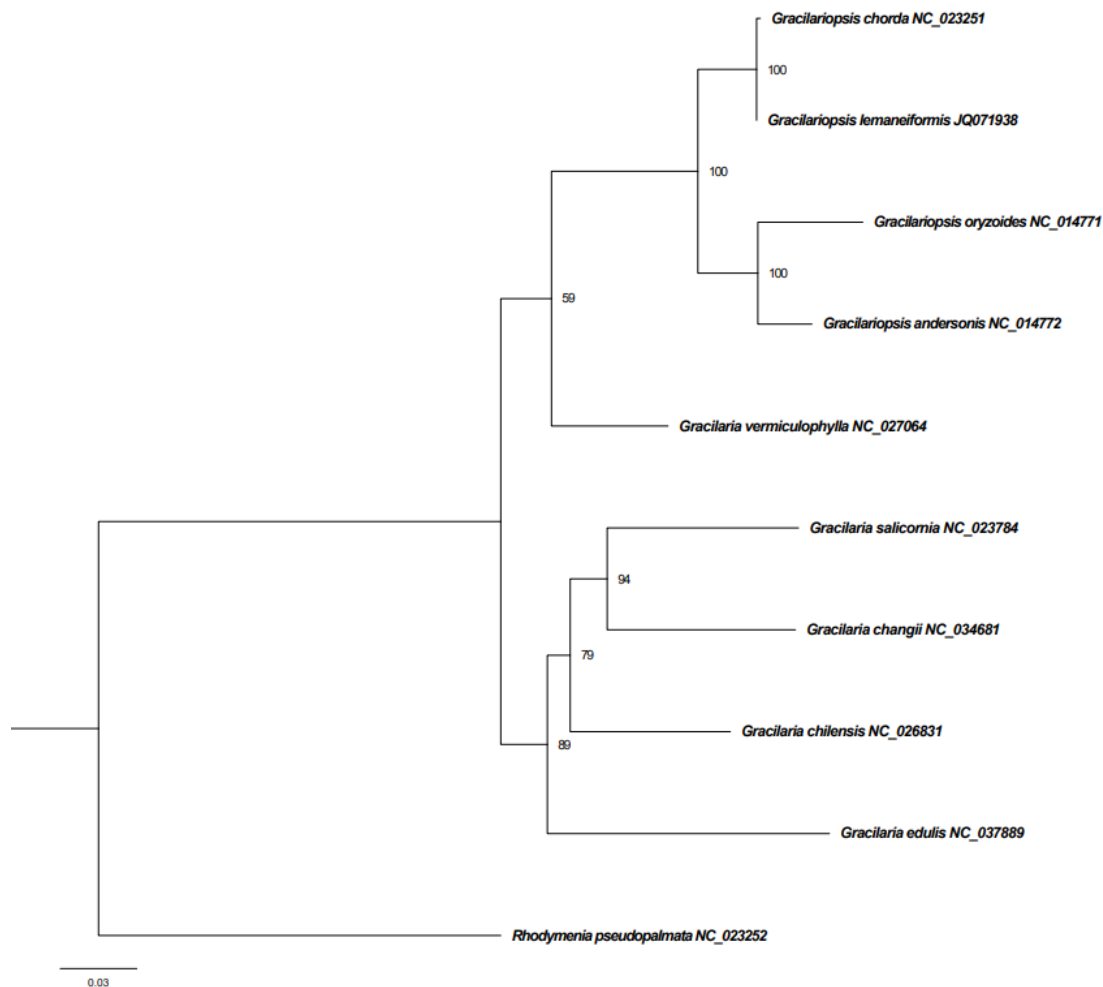 Gracilariopsis chorda NC_023251
100
Gracilariopsis lemaneiformis JQ071938
100
Gracilariopsis oryzoides NC_014771
100
59
Gracilariopsis andersonis NC_014772
Gracilaria vermiculophylla NC_027064
Gracilaria salicornia NC_023784
94
Gracilaria changii NC_034681
79
Gracilaria chilensis NC_026831
89
Gracilaria edulis NC_037889
Rhodymenia pseudopalmata NC_023252
0.03